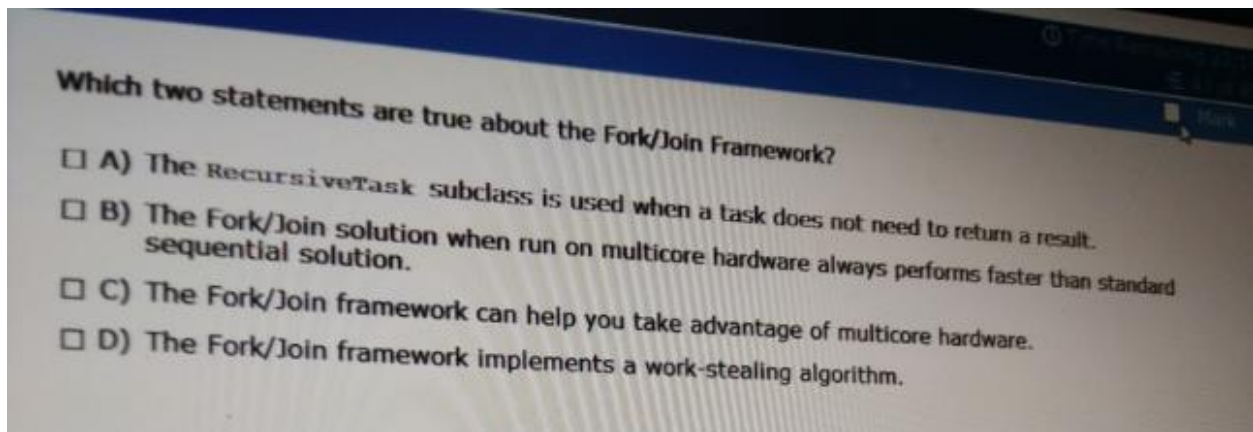 Mark
Which two statements are true about the Fork/Join Framework?
A) The RecursiveTask subclass is used when a task does not need to return a result.
B) The Fork/Join solution when run on multicore hardware always performs faster than standard
sequential solution.
C) The Fork/Join framework can help you take advantage of multicore hardware.
D) The Fork/Join framework implements a work-stealing algorithm.